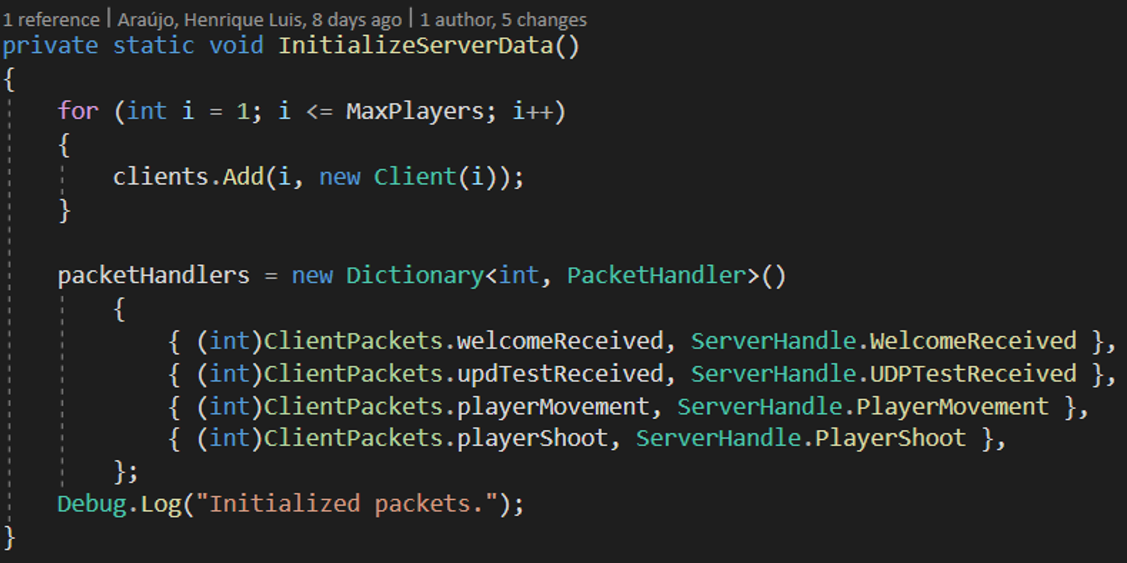 1 reference | Araújo, Henrique Luis, 8 days ago | 1 author, 5 changes
private static void InitializeServerData()
{
for (int i = 1; i <= MaxPlayers; i++)
{
clients.Add(i, new Client(i));
}
packetHandlers = new Dictionary<int, PacketHandler>()
{
{ (int)ClientPackets.welcomeReceived, ServerHandle.WelcomeReceived },
{ (int)ClientPackets.updTestReceived, ServerHandle.UDPTestReceived },
{ (int)ClientPackets.playerMovement, ServerHandle.PlayerMovement },
{ (int)ClientPackets.playerShoot, ServerHandle.PlayerShoot },
};
Debug.Log("Initialized packets.");
}